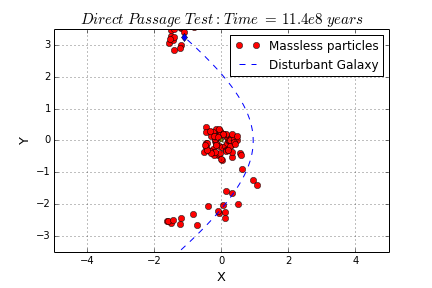 Direct Passage Test: Time = 11.4e8 years
Massless particles
Disturbant Galaxy
Y
3
2
1
0
−1
−2
−3
−4
−2
0
2
4
X